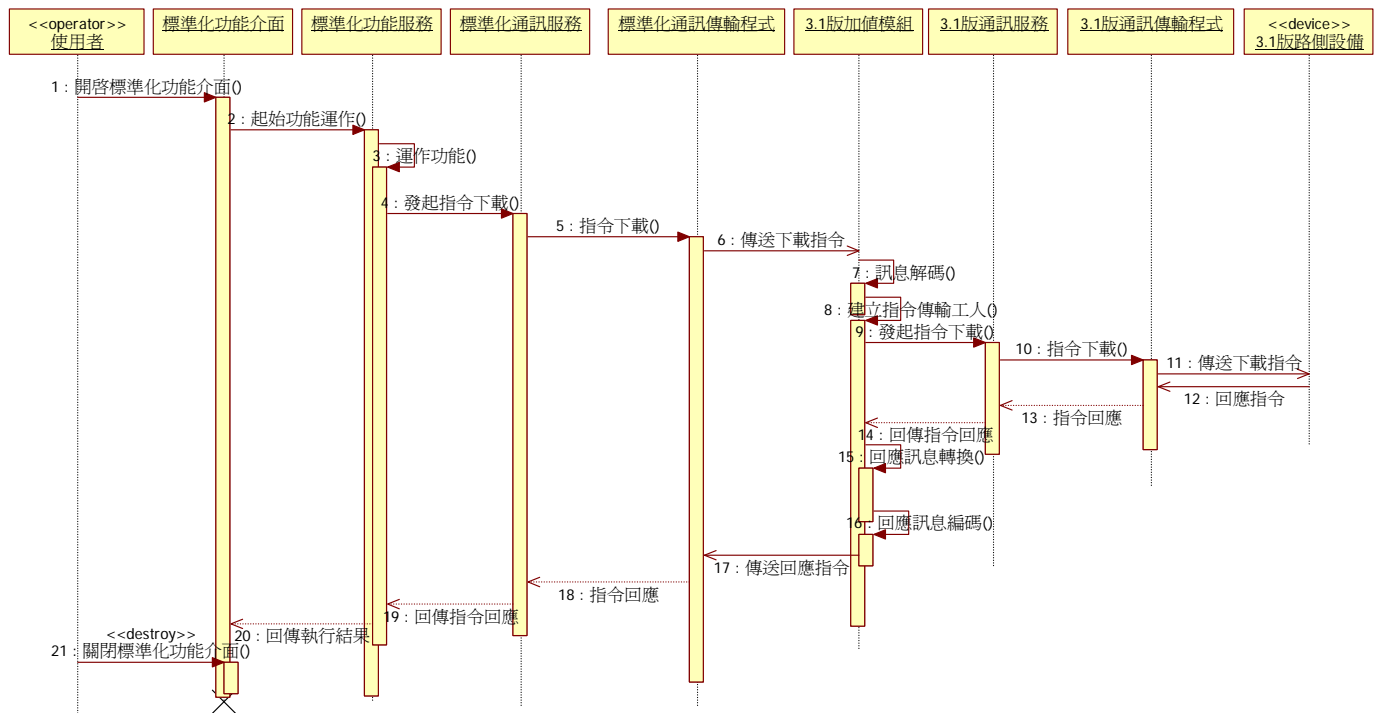 <<operator>>
使用者
標準化功能介面
標準化功能服務
標準化通訊服務
標準化通訊傳輸程式
3.1版加值模組
3.1版通訊服務
3.1版通訊傳輸程式
<<device>>
3.1版路側設備
1 : 開啓標準化功能介面()
2 : 起始功能運作()
3 : 運作功能()
4 : 發起指令下載()
5 : 指令下載()
6 : 傳送下載指令
7 : 訊息解碼()
8 : 建立指令傳輸工人()
9 : 發起指令下載()
10 : 指令下載()
11 : 傳送下載指令
12 : 回應指令
13 : 指令回應
14 : 回傳指令回應
15 : 回應訊息轉換()
16 : 回應訊息編碼()
17 : 傳送回應指令
18 : 指令回應
19 : 回傳指令回應
20 : 回傳執行結果
<<destroy>>
21 : 關閉標準化功能介面()